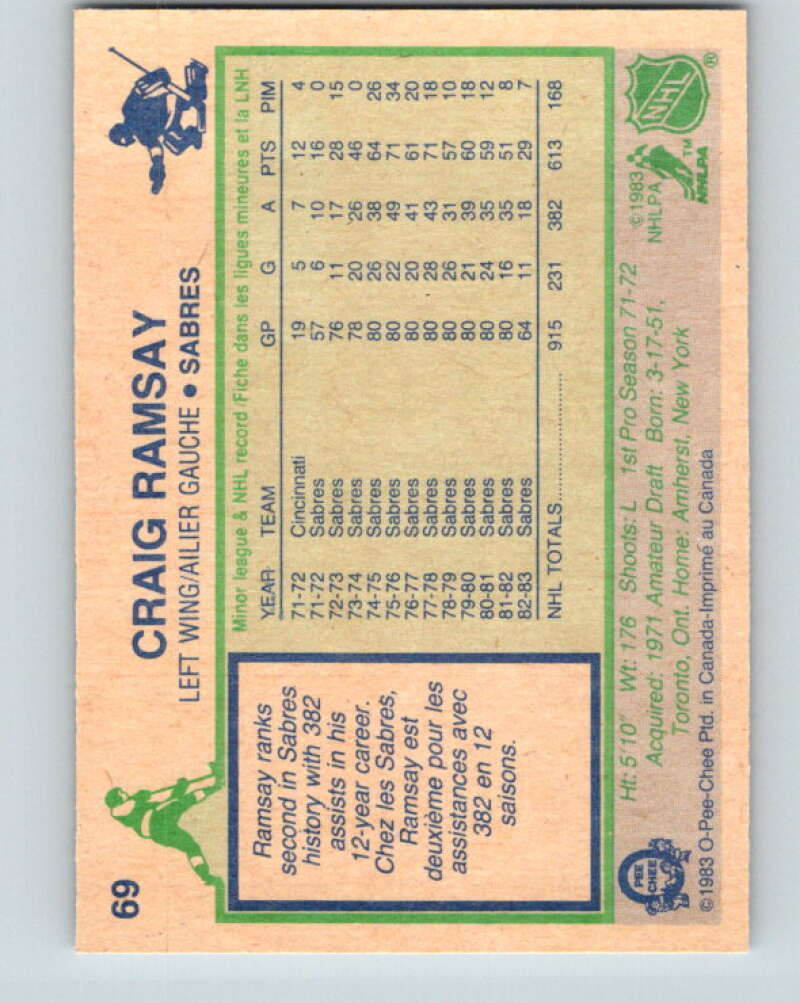 69
CRAIG RAMSAY
LEFT WING/AILIER GAUCHE • SABRES
Ramsay ranks
second in Sabres
history with 382
assists in his
12-year career.
Chez les Sabres,
Ramsay est
deuxième pour les
assistances avec
382 en 12
saisons.
Minor league & NHL record/Fiche dans les ligues mineures et la LNH
YEAR TEAM GP G A PTS PIM
71-72 Cincinnati 19 5 7 12 4
71-72 Sabres 57 6 10 16 0
72-73 Sabres 76 11 17 28 15
73-74 Sabres 78 20 26 46 0
74-75 Sabres 80 26 38 64 26
75-76 Sabres 80 22 49 71 34
76-77 Sabres 80 20 41 61 20
77-78 Sabres 80 28 43 71 18
78-79 Sabres 80 26 31 57 10
79-80 Sabres 80 21 39 60 18
80-81 Sabres 80 24 35 59 12
81-82 Sabres 80 16 35 51 8
82-83 Sabres 64 11 18 29 7
NHL TOTALS 915 231 382 613 168
Ht: 5'10" Wt: 176 Shoots: L 1st Pro Season 71-72
Acquired: 1971 Amateur Draft Born: 3-17-51,
Toronto, Ont. Home: Amherst, New York
©1983
NHLPA
NHL ®
NHLPA ™
O PEE CHEE
©1983 O-Pee-Chee Ptd. in Canada-Imprimé au Canada